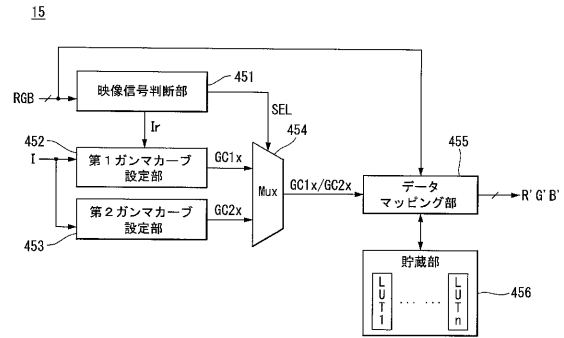 15
RGB
映像信号判断部
451
SEL
Ir
452
454
I
第1ガンマカーブ
設定部
GC1x
Mux
GC1x/GC2x
455
データ
マッピング部
R'G'B'
第2ガンマカーブ
設定部
GC2x
453
貯蔵部
LUT1
... ...
LUTn
456